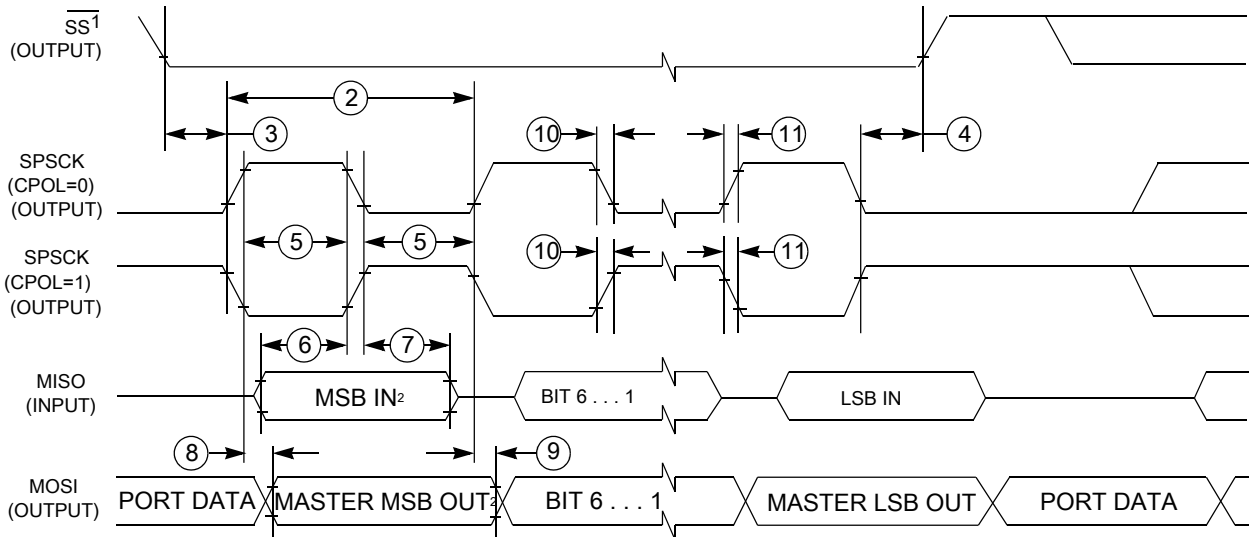 SS1
(OUTPUT)
2
3
10
11
4
SPSCK
(CPOL=0)
(OUTPUT)
5
5
SPSCK
(CPOL=1)
(OUTPUT)
10
11
6
7
MISO
(INPUT)
MSB IN2
BIT 6 . . . 1
LSB IN
8
9
MOSI
(OUTPUT)
PORT DATA
MASTER MSB OUT2
BIT 6 . . . 1
MASTER LSB OUT
PORT DATA